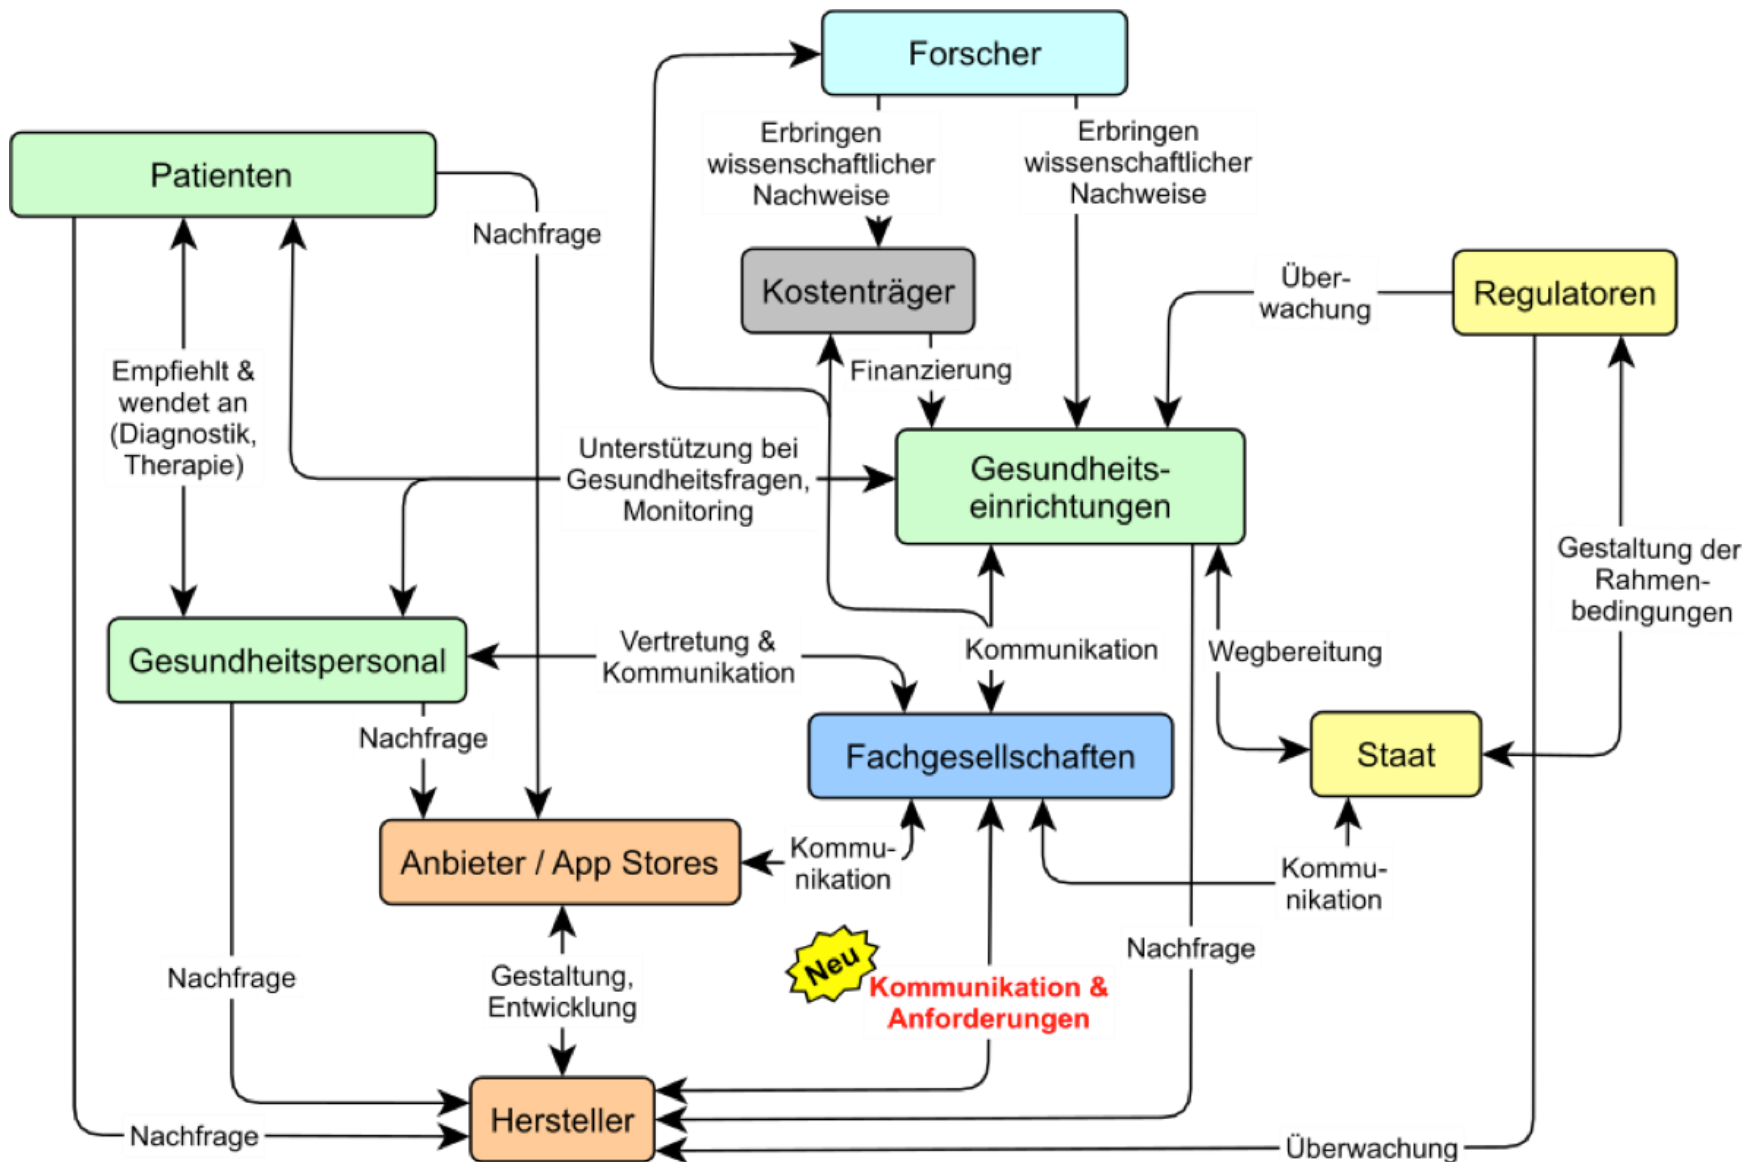 Forscher
Erbringen
wissenschaftlicher
Nachweise
Erbringen
wissenschaftlicher
Nachweise
Patienten
Nachfrage
Kostenträger
Über-
wachung
Regulatoren
Empfiehlt &
wendet an
(Diagnostik,
Therapie)
Finanzierung
Unterstützung bei
Gesundheitsfragen,
Monitoring
Gesundheits-
einrichtungen
Gestaltung der
Rahmen-
bedingungen
Gesundheitspersonal
Vertretung &
Kommunikation
Kommunikation
Wegbereitung
Nachfrage
Fachgesellschaften
Staat
Anbieter / App Stores
Kommu-
nikation
Kommu-
nikation
Nachfrage
Gestaltung,
Entwicklung
Neu
Kommunikation &
Anforderungen
Nachfrage
Hersteller
Nachfrage
Überwachung